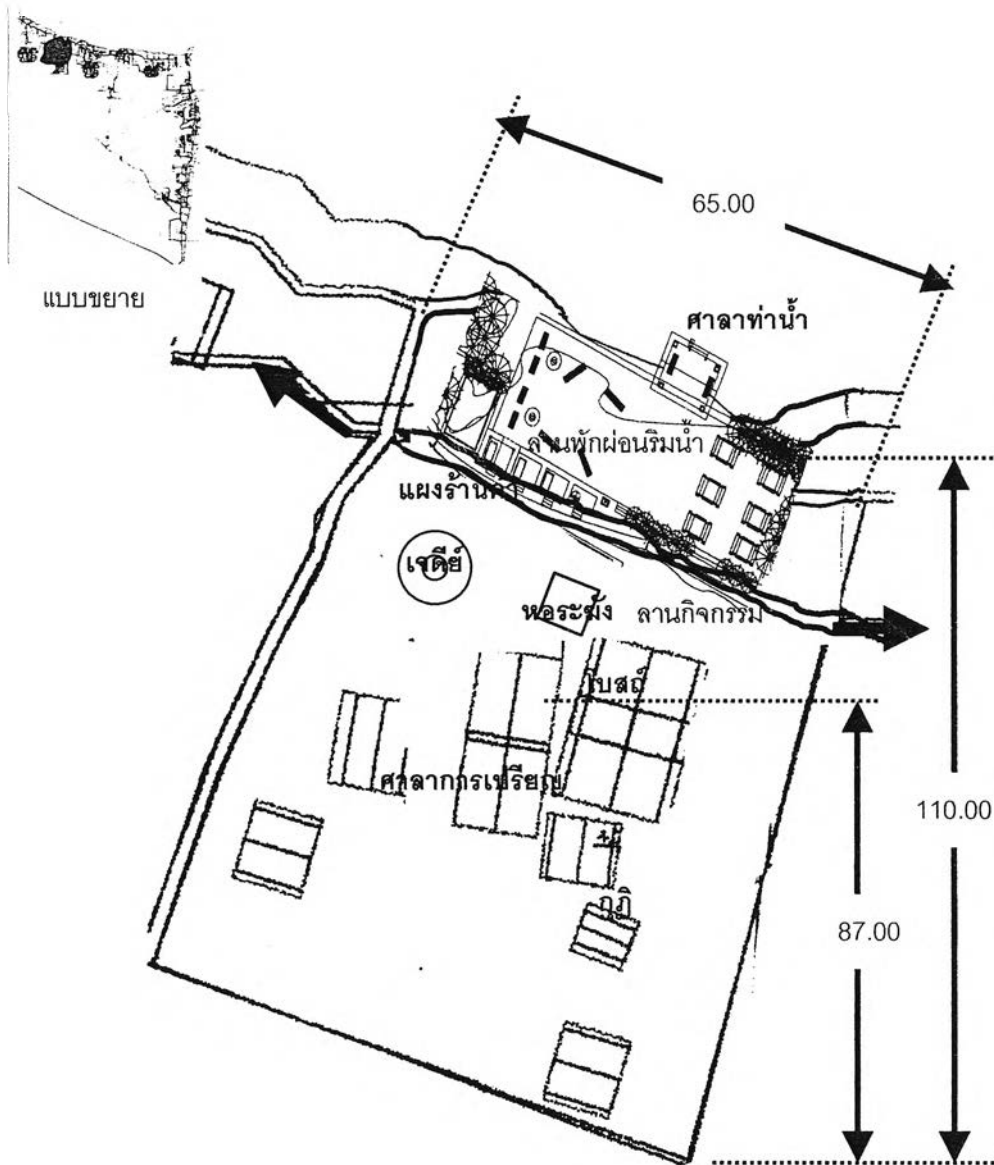 65.00
แบบขยาย
ศาลาท่าน้ำ
ลานพักผ่อนริมน้ำ
แผงร้านค้า
เจดีย์
หอระฆัง ลานกิจกรรม
โบสถ์
ศาลาการเปรียญ
110.00
กุฏิ
87.00